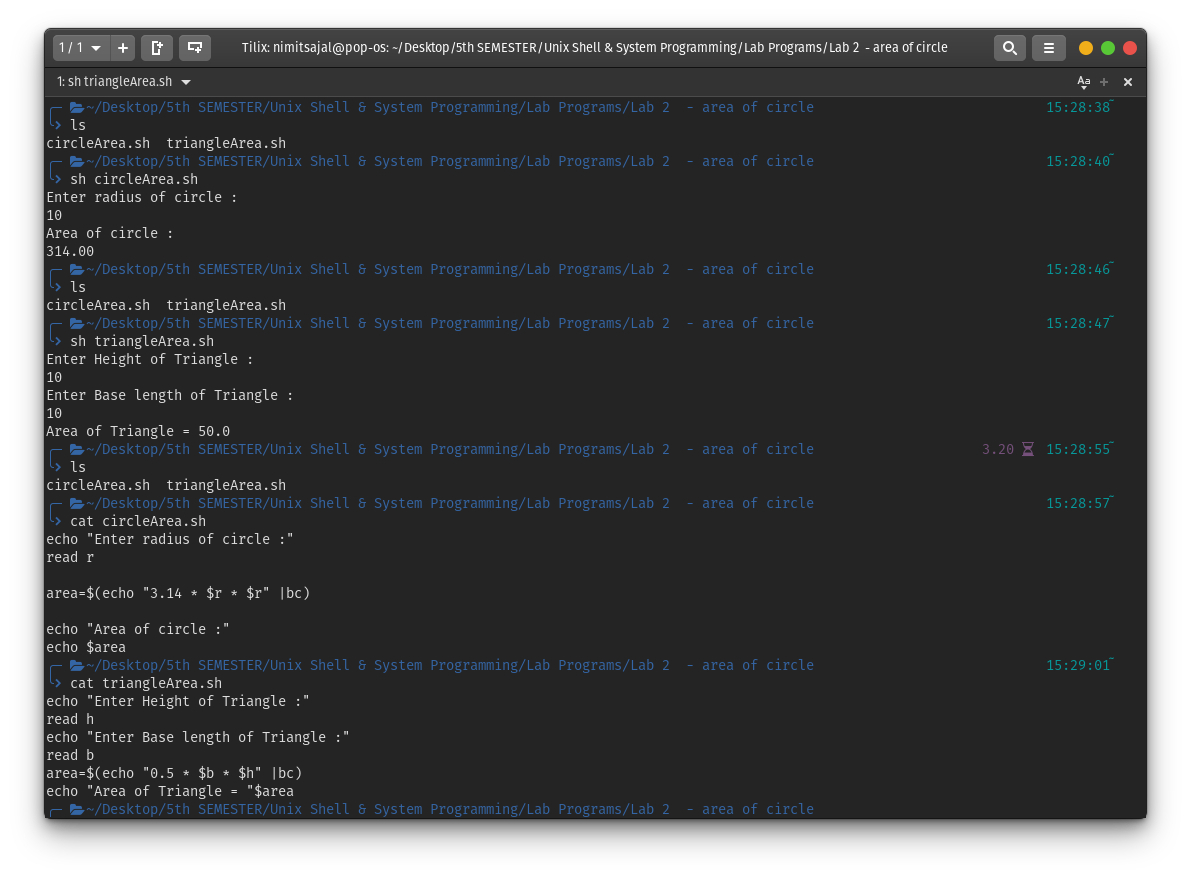 1 / 1
Tilix: nimitsajal@pop-os: ~/Desktop/5th SEMESTER/Unix Shell & System Programming/Lab Programs/Lab 2  - area of circle
1: sh triangleArea.sh
Aa
~/Desktop/5th SEMESTER/Unix Shell & System Programming/Lab Programs/Lab 2  - area of circle 15:28:38
ls
circleArea.sh  triangleArea.sh
~/Desktop/5th SEMESTER/Unix Shell & System Programming/Lab Programs/Lab 2  - area of circle 15:28:40
sh circleArea.sh
Enter radius of circle :
10
Area of circle :
314.00
~/Desktop/5th SEMESTER/Unix Shell & System Programming/Lab Programs/Lab 2  - area of circle 15:28:46
ls
circleArea.sh  triangleArea.sh
~/Desktop/5th SEMESTER/Unix Shell & System Programming/Lab Programs/Lab 2  - area of circle 15:28:47
sh triangleArea.sh
Enter Height of Triangle :
10
Enter Base length of Triangle :
10
Area of Triangle = 50.0
~/Desktop/5th SEMESTER/Unix Shell & System Programming/Lab Programs/Lab 2  - area of circle 3.20 15:28:55
ls
circleArea.sh  triangleArea.sh
~/Desktop/5th SEMESTER/Unix Shell & System Programming/Lab Programs/Lab 2  - area of circle 15:28:57
cat circleArea.sh
echo "Enter radius of circle :"
read r
area=$(echo "3.14 * $r * $r" |bc)
echo "Area of circle :"
echo $area
~/Desktop/5th SEMESTER/Unix Shell & System Programming/Lab Programs/Lab 2  - area of circle 15:29:01
cat triangleArea.sh
echo "Enter Height of Triangle :"
read h
echo "Enter Base length of Triangle :"
read b
area=$(echo "0.5 * $b * $h" |bc)
echo "Area of Triangle = "$area
~/Desktop/5th SEMESTER/Unix Shell & System Programming/Lab Programs/Lab 2  - area of circle